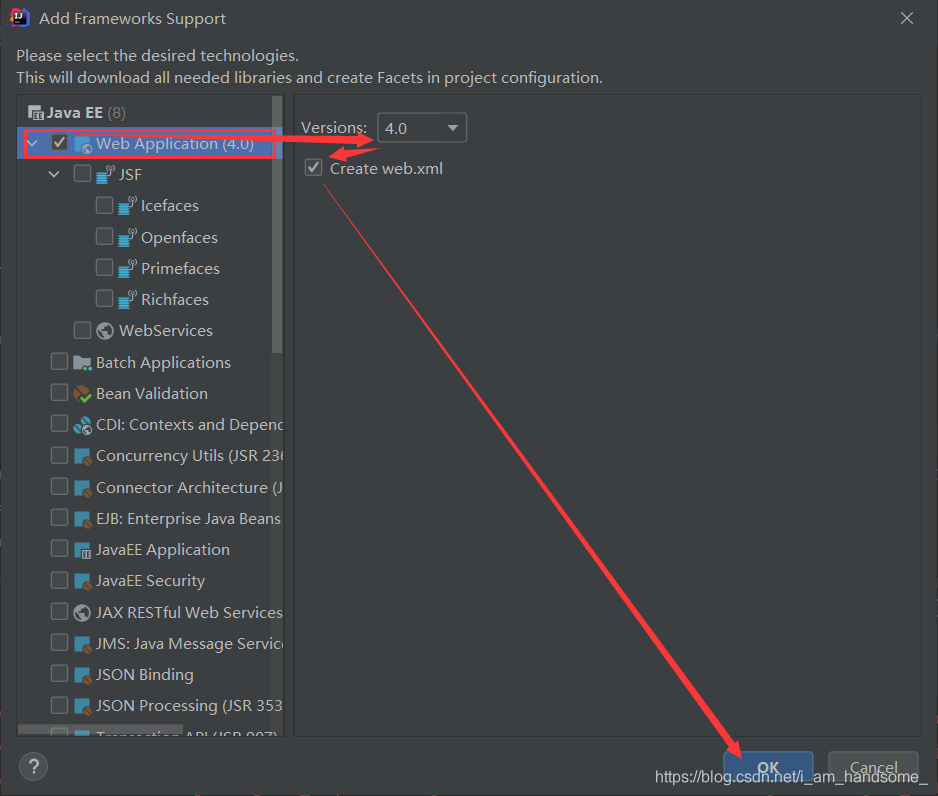 Add Frameworks Support
Please select the desired technologies.
This will download all needed libraries and create Facets in project configuration.
Java EE (8)
Web Application (4.0)
JSF
Icefaces
Openfaces
Primefaces
Richfaces
WebServices
Batch Applications
Bean Validation
CDI: Contexts and Depend
Concurrency Utils (JSR 236
Connector Architecture (J
EJB: Enterprise Java Beans
JavaEE Application
JavaEE Security
JAX RESTful Web Services
JMS: Java Message Servic
JSON Binding
JSON Processing (JSR 353
Transaction API (JSR 907)
Versions: 4.0
Create web.xml
?
OK
Cancel
https://blog.csdn.net/i_am_handsome_